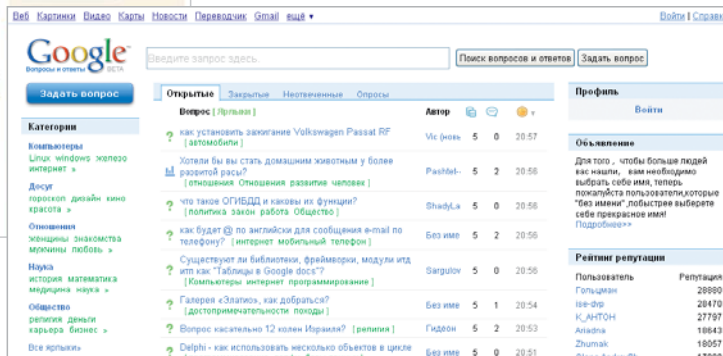 Веб Картинки Видео Карты Новости Переводчик Gmail ещё ▼
Войти | Справк
Google
Вопросы и ответы BETA
Введите запрос здесь
Поиск вопросов и ответов
Задать вопрос
Задать вопрос
Категории
Компьютеры
Linux windows железо
интернет »
Досуг
гороскоп дизайн кино
красота »
Отношения
женщины знакомства
мужчины любовь »
Наука
история математика
медицина наука »
Общество
религия деньги
карьера бизнес »
Все ярлыки»
Открытые Закрытые Неотвеченные Опросы
Вопрос [Ярлыки] Автор
как установить зажигание Volkswagen Passat RF
[автомобили] Vic (новь 5 0 20:57
Хотели бы вы стать домашним животным у более
развитой расы? Pashtel- 5 2 20:56
[отношения Отношения развитие человек]
что такое ОГИБДД и каковы их функции?
[политика закон работа Общество] ShadyLa 5 0 20:56
как будет @ по английски для сообщения e-mail по
телефону? [интернет мобильный телефон] Без име 5 2 20:56
Существуют ли библиотеки, фреймворки, модули итд
итп как "Таблицы в Google docs"? Sargulov 5 0 20:56
[Компьютеры интернет программирование]
Галерея «Златио», как добраться?
[достопримечательности походы] Без име 5 1 20:54
Вопрос касательно 12 колен Израиля? [религия] Гидеон 5 2 20:53
Delphi - как использовать несколько объектов в цикле Без име 5 0 20:51
Профиль
Войти
Объявление
Для того , чтобы больше людей
вас нашли, вам необходимо
выбрать себе имя, теперь
пожалуйста пользователи,которые
"без имени",побыстрее выберете
себе прекрасное имя!
Подробнее>>
Рейтинг репутации
Пользователь Репутация
Гольцман 28980
ise-dvp 28470
К_АНТОН 27797
Ariadna 18643
Zhumak 18057